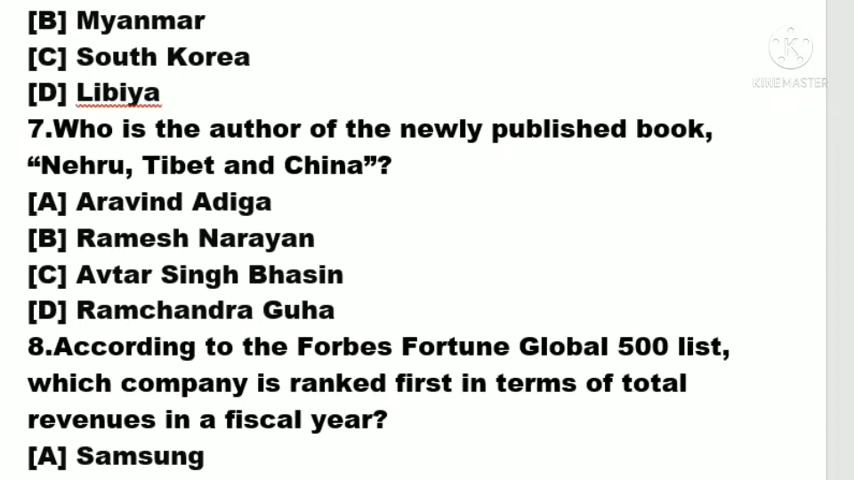 [B] Myanmar
[C] South Korea
[D] Libiya
7.Who is the author of the newly published book,
“Nehru, Tibet and China”?
[A] Aravind Adiga
[B] Ramesh Narayan
[C] Avtar Singh Bhasin
[D] Ramchandra Guha
8.According to the Forbes Fortune Global 500 list,
which company is ranked first in terms of total
revenues in a fiscal year?
[A] Samsung
K
KINEMASTER